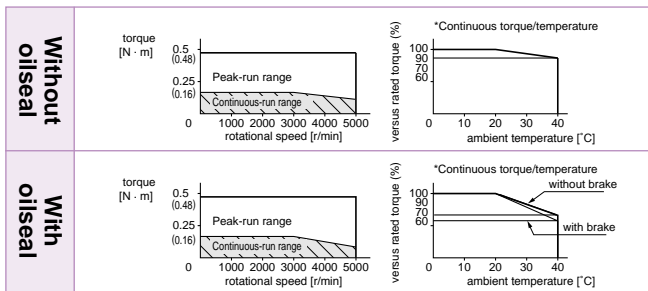 Without
oilseal
torque
[N · m]
0.5
(0.48)
0.25
(0.16)
Peak-run range
Continuous-run range
0 1000 2000 3000 4000 5000
rotational speed [r/min]
*Continuous torque/temperature
versus rated torque (%)
100
90
70
60
0 10 20 30 40
ambient temperature [˚C]
With
oilseal
torque
[N · m]
0.5
(0.48)
0.25
(0.16)
Peak-run range
Continuous-run range
0 1000 2000 3000 4000 5000
rotational speed [r/min]
*Continuous torque/temperature
versus rated torque (%)
100
90
70
60
without brake
with brake
0 10 20 30 40
ambient temperature [˚C]